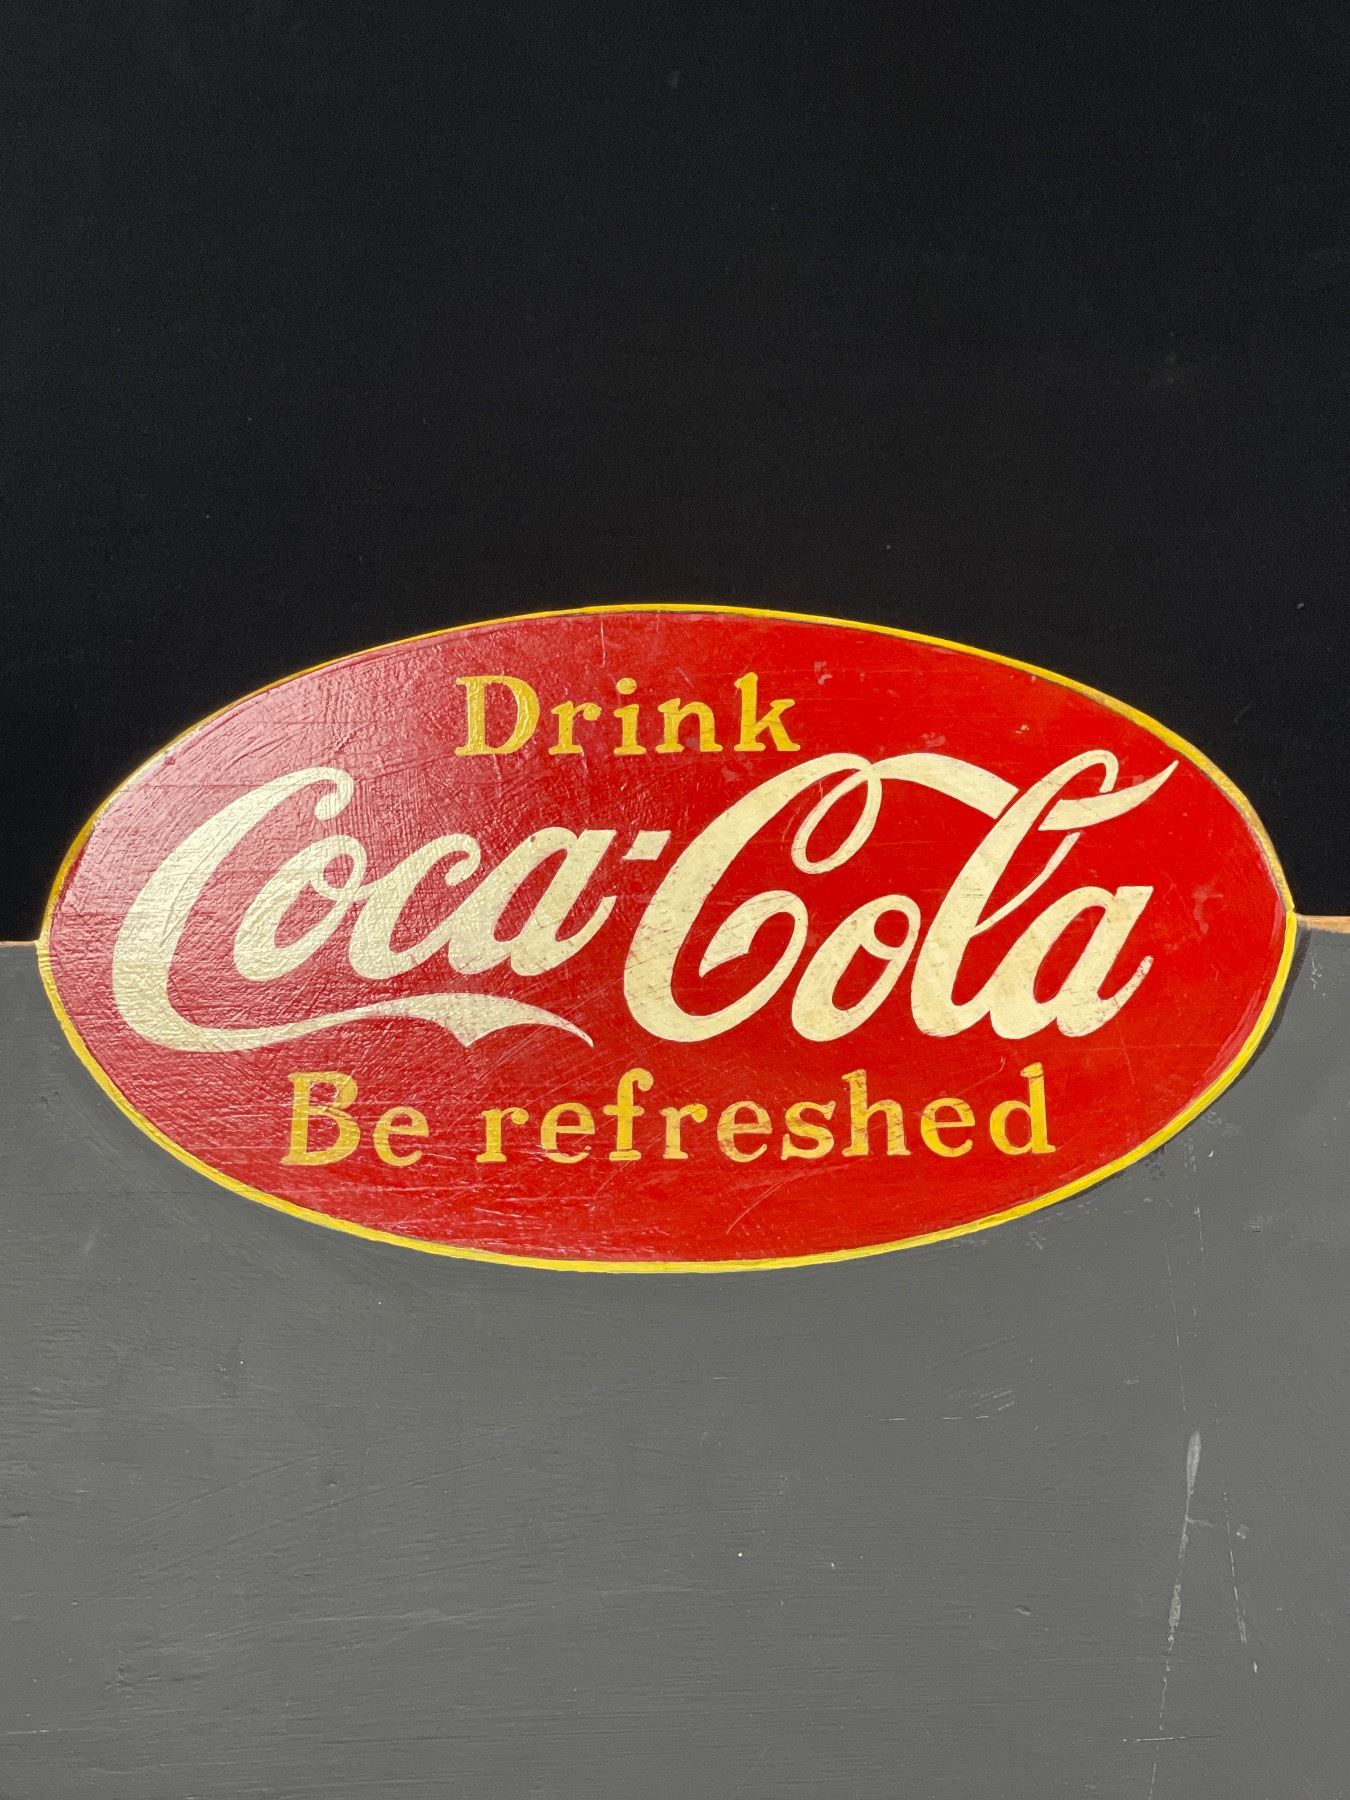 Drink
Coca-Cola
Be refreshed